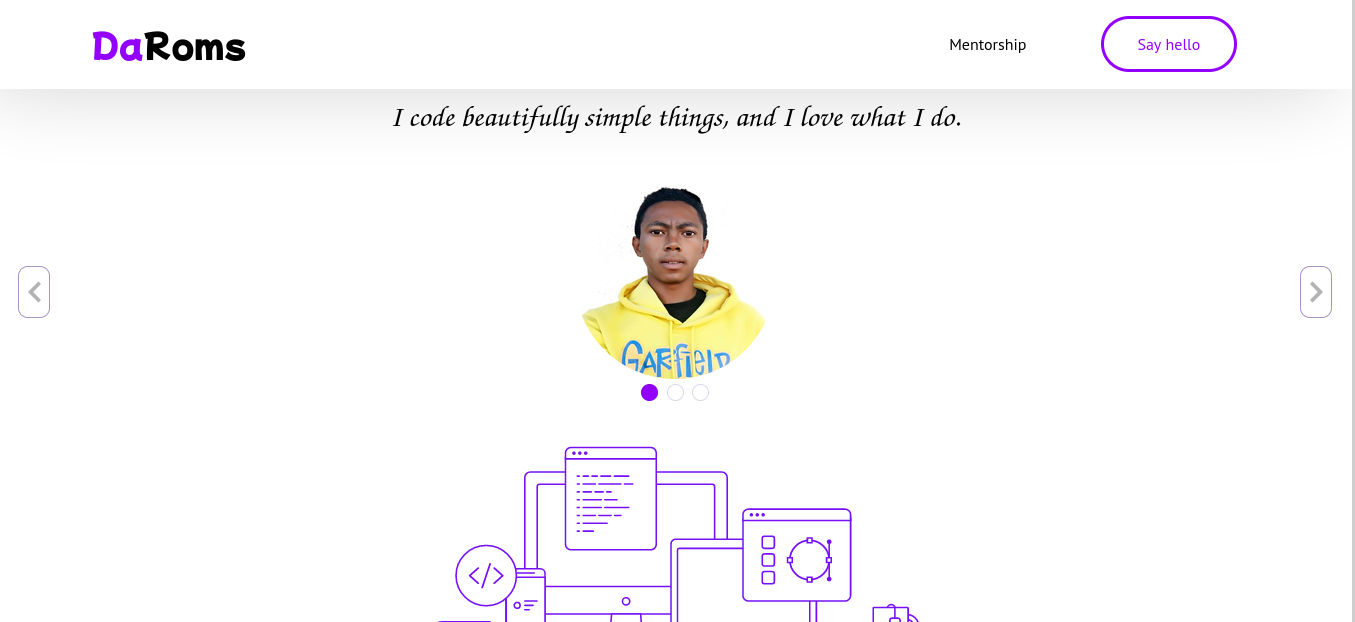 DaRoms
Mentorship
Say hello
I code beautifully simple things, and I love what I do.
GARFIELD